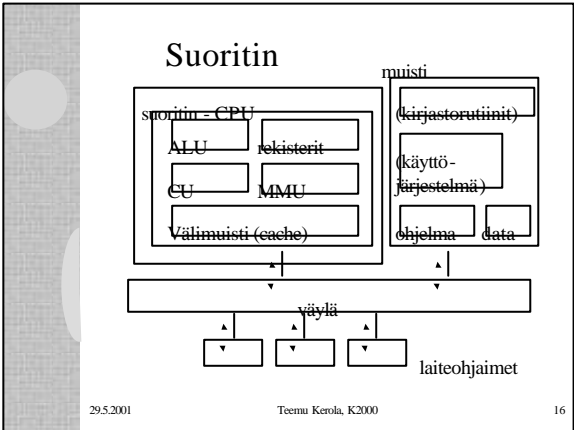 Suoritin
muisti
suoritin - CPU
(kirjastorutiinit)
ALU
rekisterit
(käyttö-
järjestelmä)
CU
MMU
Välimuisti (cache)
ohjelma
data
väylä
laiteohjaimet
29.5.2001
Teemu Kerola, K2000
16